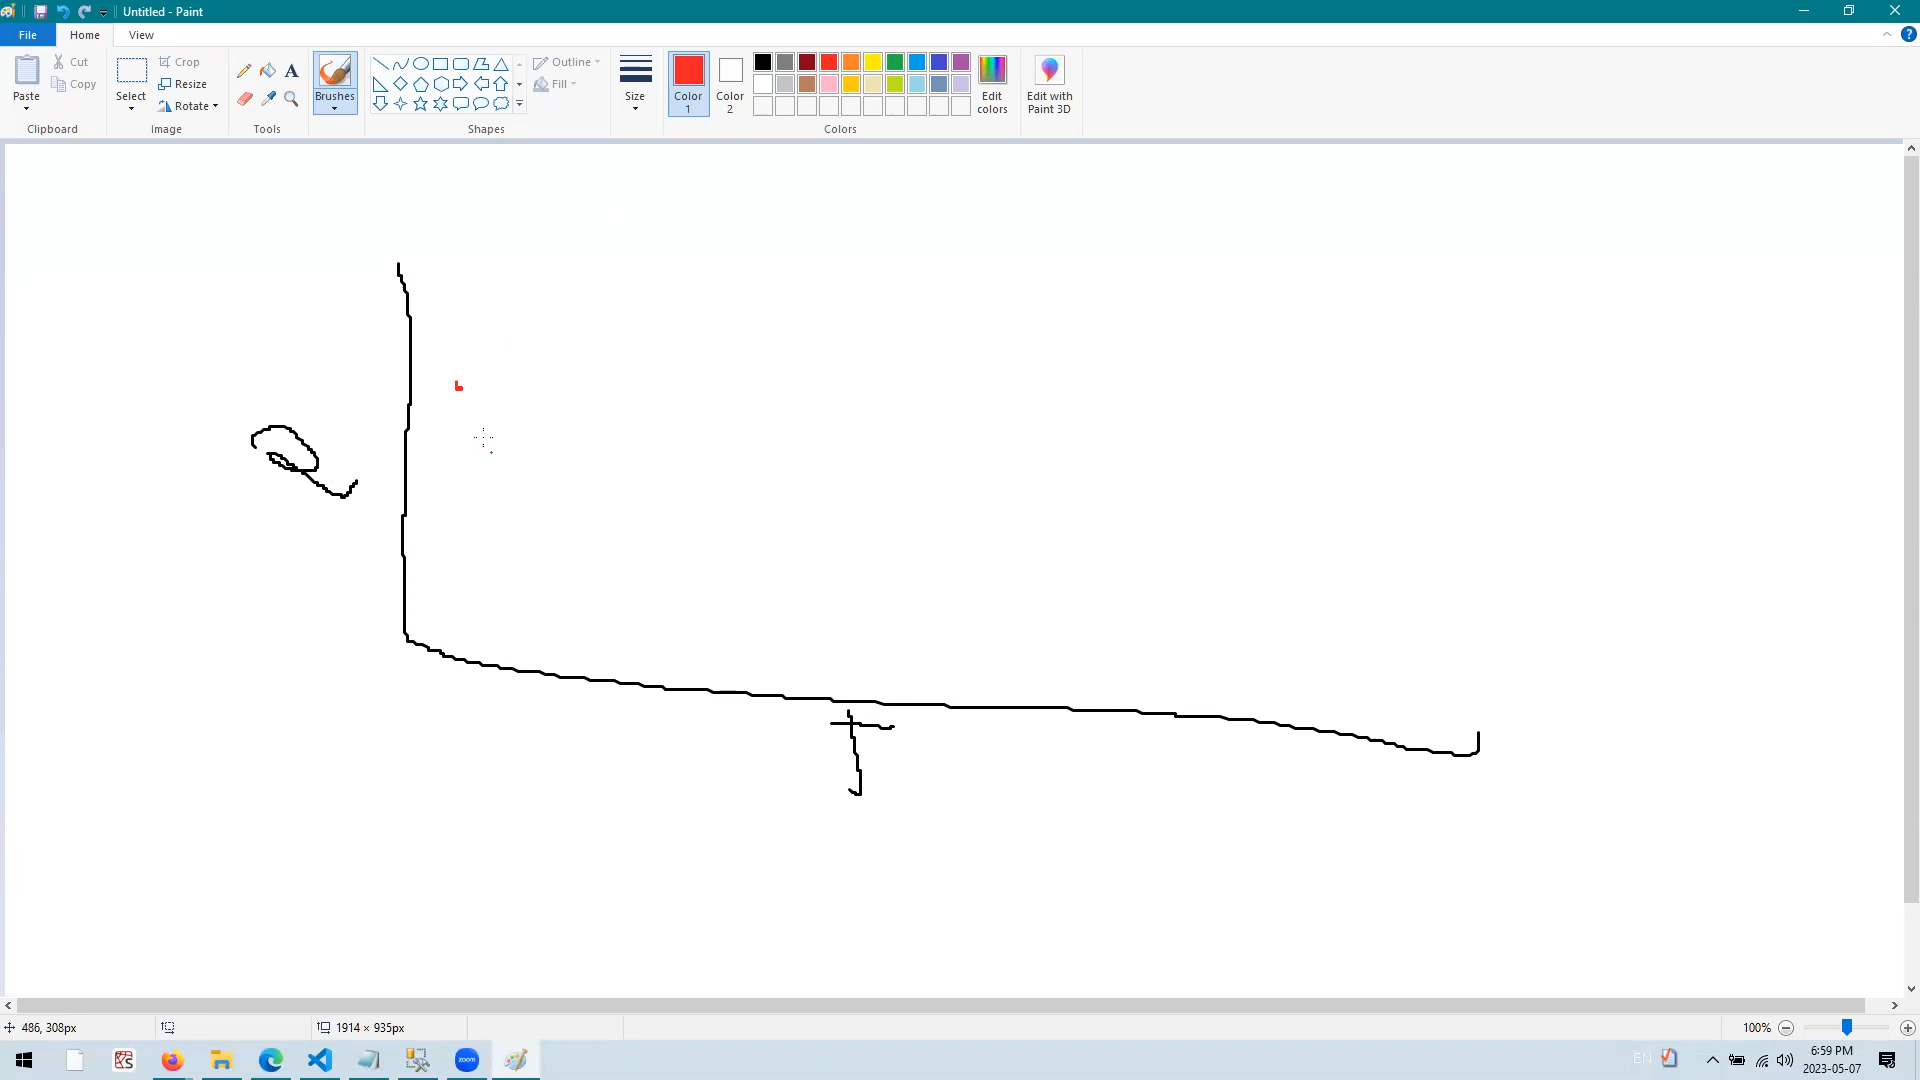 Untitled - Paint
File Home View
Paste Cut Copy Clipboard
Select Crop Resize Rotate Image
Tools
Brushes
Shapes
Outline
Fill
Size
Color 1
Color 2
Colors
Edit colors
Edit with Paint 3D
t
486, 308px
1914 × 935px
100%
zoom
EN
6:59 PM
2023-05-07